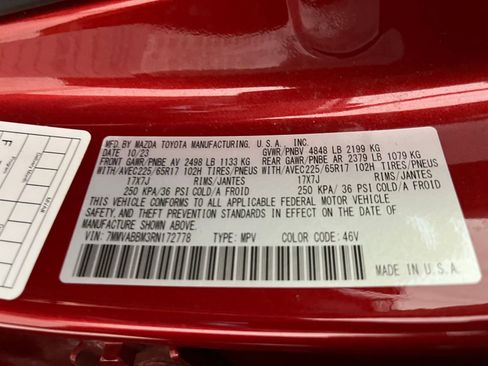 MFD. BY MAZDA TOYOTA MANUFACTURING, U.S.A., INC.
10/23 GVWR/PNBV 4848 LB 2199 KG
FRONT GAWR/PNBE AV 2498 LB 1133 KG REAR GAWR/PNBE AR 2379 LB 1079 KG
WITH/AVEC225/65R17 102H TIRES/PNEUS WITH/AVEC225/65R17 102H TIRES/PNEUS
17X7J RIMS/JANTES 17X7J RIMS/JANTES
250 KPA/36 PSI COLD/A FROID 250 KPA/36 PSI COLD/A FROID
THIS VEHICLE CONFORMS TO ALL APPLICABLE FEDERAL MOTOR VEHICLE
SAFETY, BUMPER, AND THEFT PREVENTION STANDARDS IN EFFECT ON THE DATE OF
MANUFACTURE SHOWN ABOVE.
VIN: 7MMVABBM3RN172778 TYPE: MPV COLOR CODE: 46V
MADE IN U.S.A.
F